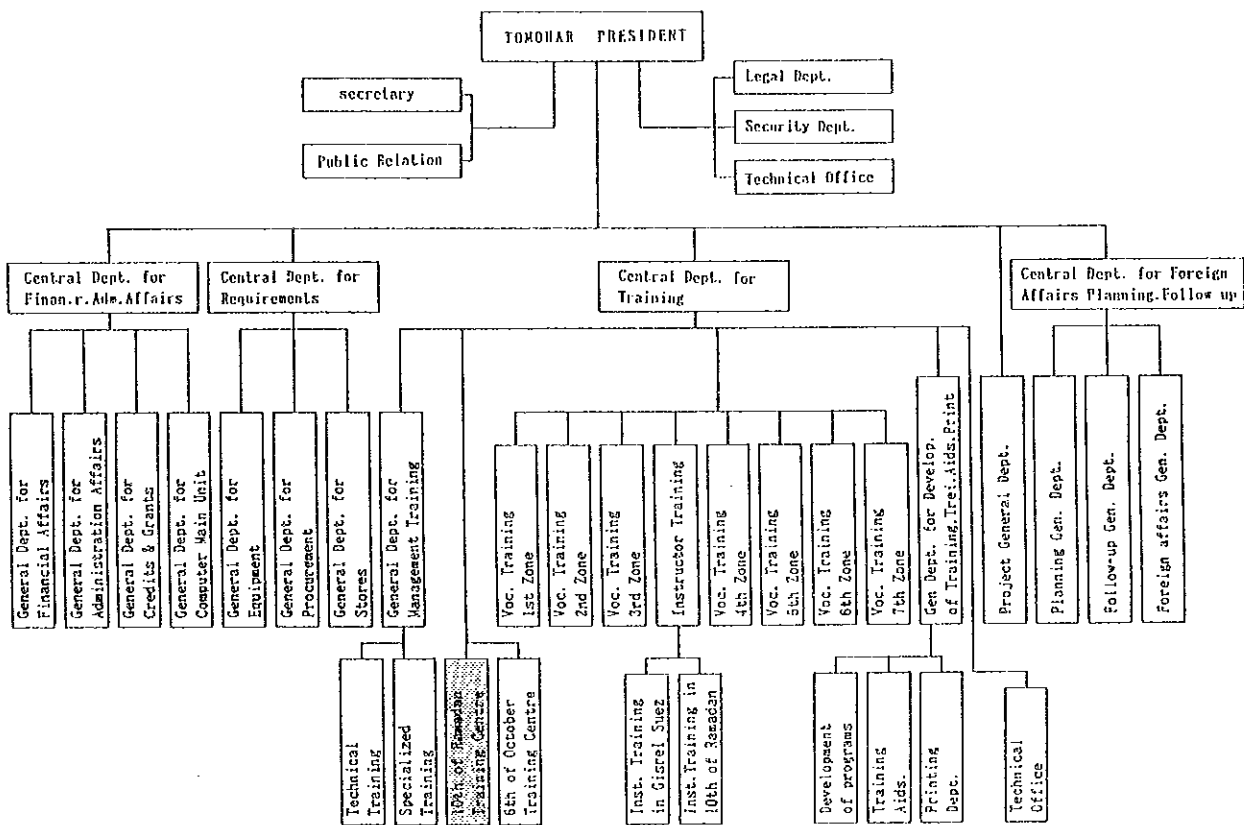 TOMOHAR PRESIDENT
secretary
Public Relation
Legal Dept.
Security Dept.
Technical Office
Central Dept. for
Finan.r.Adm.Affairs
Central Dept. for
Requirements
Central Dept. for
Training
Central Dept. for Foreign
Affairs Planning.Follow up
General Dept. for
Financial Affairs
General Dept. for
Administration Affairs
General Dept. for
Credits & Grants
General Dept. for
Computer Main Unit
General Dept. for
Equipment
General Dept. for
Procurement
General Dept. for
Stores
General Dept. for
Management Training
Voc. Training
1st Zone
Voc. Training
2nd Zone
Voc. Training
3rd Zone
Instructor Training
Voc. Training
4th Zone
Voc. Training
5th Zone
Voc. Training
6th Zone
Voc. Training
7th Zone
Gen Dept. for Develop.
of Training.Trei.Aids.Print
Project General Dept.
Planning Gen. Dept.
Follow-up Gen. Dept.
Foreign affairs Gen. Dept.
Technical
Training
Specialized
Training
10th of Ramadan
Training Centre
6th of October
Training Centre
Inst. Training
in Gisrel Suez
Inst. Training in
10th of Ramadan
Development
of programs
Training
Aids.
Printing
Dept.
Technical
Office